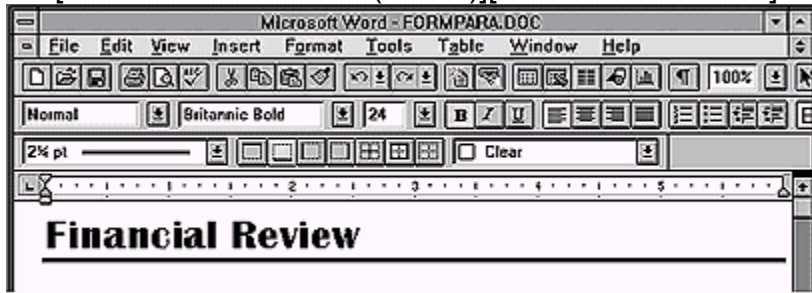 Microsoft Word - FORMPARA.DOC
File Edit View Insert Format Tools Table Window Help
100%
Normal Britannic Bold 24 B I U
2¼ pt Clear
1 2 3 4 5
Financial Review